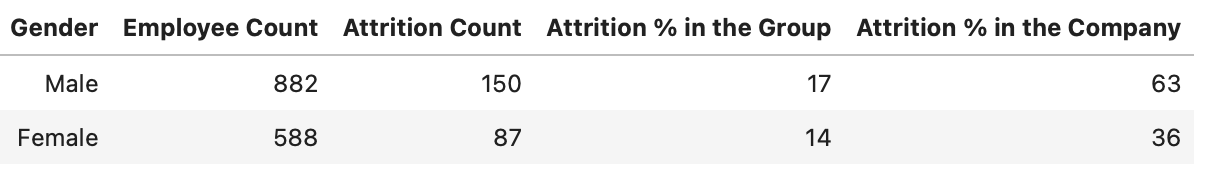 Gender Employee Count Attrition Count Attrition % in the Group Attrition % in the Company
Male 882 150 17 63
Female 588 87 14 36